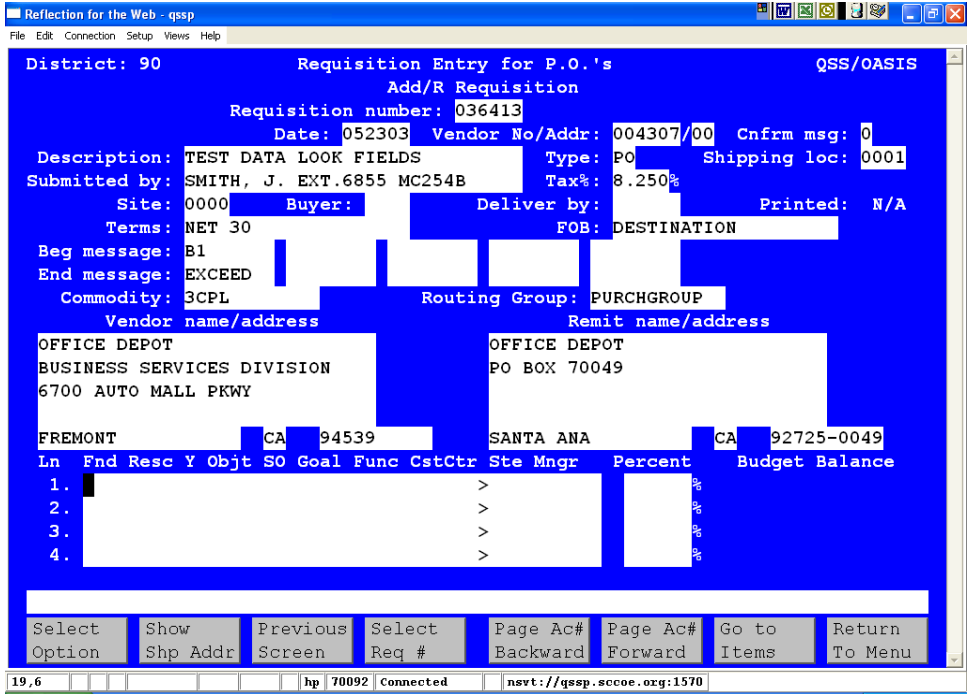 Reflection for the Web - qssp
File Edit Connection Setup Views Help
District: 90 Requisition Entry for P.O.'s QSS/OASIS
Add/R Requisition
Requisition number: 036413
Date: 052303 Vendor No/Addr: 004307/00 Cnfrm msg: 0
Description: TEST DATA LOOK FIELDS Type: PO Shipping loc: 0001
Submitted by: SMITH, J. EXT.6855 MC254B Tax%: 8.250%
Site: 0000 Buyer: Deliver by: Printed: N/A
Terms: NET 30 FOB: DESTINATION
Beg message: B1
End message: EXCEED
Commodity: 3CPL Routing Group: PURCHGROUP
Vendor name/address Remit name/address
OFFICE DEPOT OFFICE DEPOT
BUSINESS SERVICES DIVISION PO BOX 70049
6700 AUTO MALL PKWY
FREMONT CA 94539 SANTA ANA CA 92725-0049
Ln Fnd Resc Y Objt SO Goal Func CstCtr Ste Mngr Percent Budget Balance
1. > %
2. > %
3. > %
4. > %
Select Show Previous Select Page Ac# Page Ac# Go to Return
Option Shp Addr Screen Req # Backward Forward Items To Menu
19,6 hp 70092 Connected nsvt://qssp.sccoe.org:1570